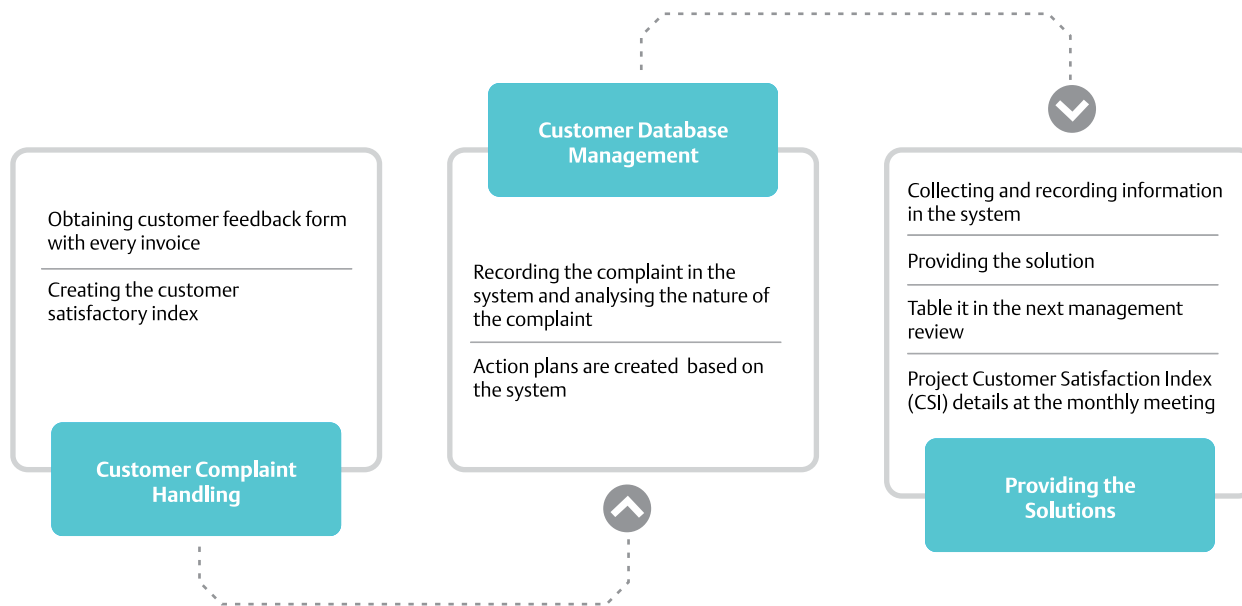 Obtaining customer feedback form
with every invoice
Creating the customer
satisfactory index
Customer Complaint
Handling
Customer Database
Management
Recording the complaint in the
system and analysing the nature of
the complaint
Action plans are created  based on
the system
Collecting and recording information
in the system
Providing the solution
Table it in the next management
review
Project Customer Satisfaction Index
(CSI) details at the monthly meeting
Providing the
Solutions